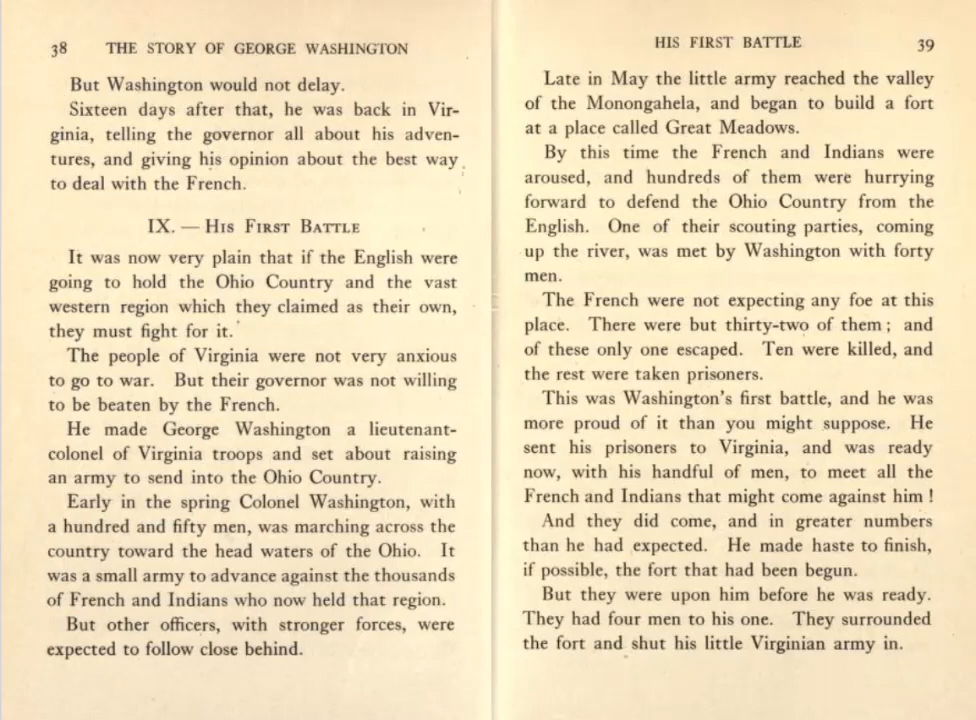 38 THE STORY OF GEORGE WASHINGTON
But Washington would not delay.
Sixteen days after that, he was back in Vir-
ginia, telling the governor all about his adven-
tures, and giving his opinion about the best way
to deal with the French.
IX. — HIS FIRST BATTLE
It was now very plain that if the English were
going to hold the Ohio Country and the vast
western region which they claimed as their own,
they must fight for it.
The people of Virginia were not very anxious
to go to war. But their governor was not willing
to be beaten by the French.
He made George Washington a lieutenant-
colonel of Virginia troops and set about raising
an army to send into the Ohio Country.
Early in the spring Colonel Washington, with
a hundred and fifty men, was marching across the
country toward the head waters of the Ohio. It
was a small army to advance against the thousands
of French and Indians who now held that region.
But other officers, with stronger forces, were
expected to follow close behind.
HIS FIRST BATTLE 39
Late in May the little army reached the valley
of the Monongahela, and began to build a fort
at a place called Great Meadows.
By this time the French and Indians were
aroused, and hundreds of them were hurrying
forward to defend the Ohio Country from the
English. One of their scouting parties, coming
up the river, was met by Washington with forty
men.
The French were not expecting any foe at this
place. There were but thirty-two of them; and
of these only one escaped. Ten were killed, and
the rest were taken prisoners.
This was Washington's first battle, and he was
more proud of it than you might suppose. He
sent his prisoners to Virginia, and was ready
now, with his handful of men, to meet all the
French and Indians that might come against him!
And they did come, and in greater numbers
than he had expected. He made haste to finish,
if possible, the fort that had been begun.
But they were upon him before he was ready.
They had four men to his one. They surrounded
the fort and shut his little Virginian army in.